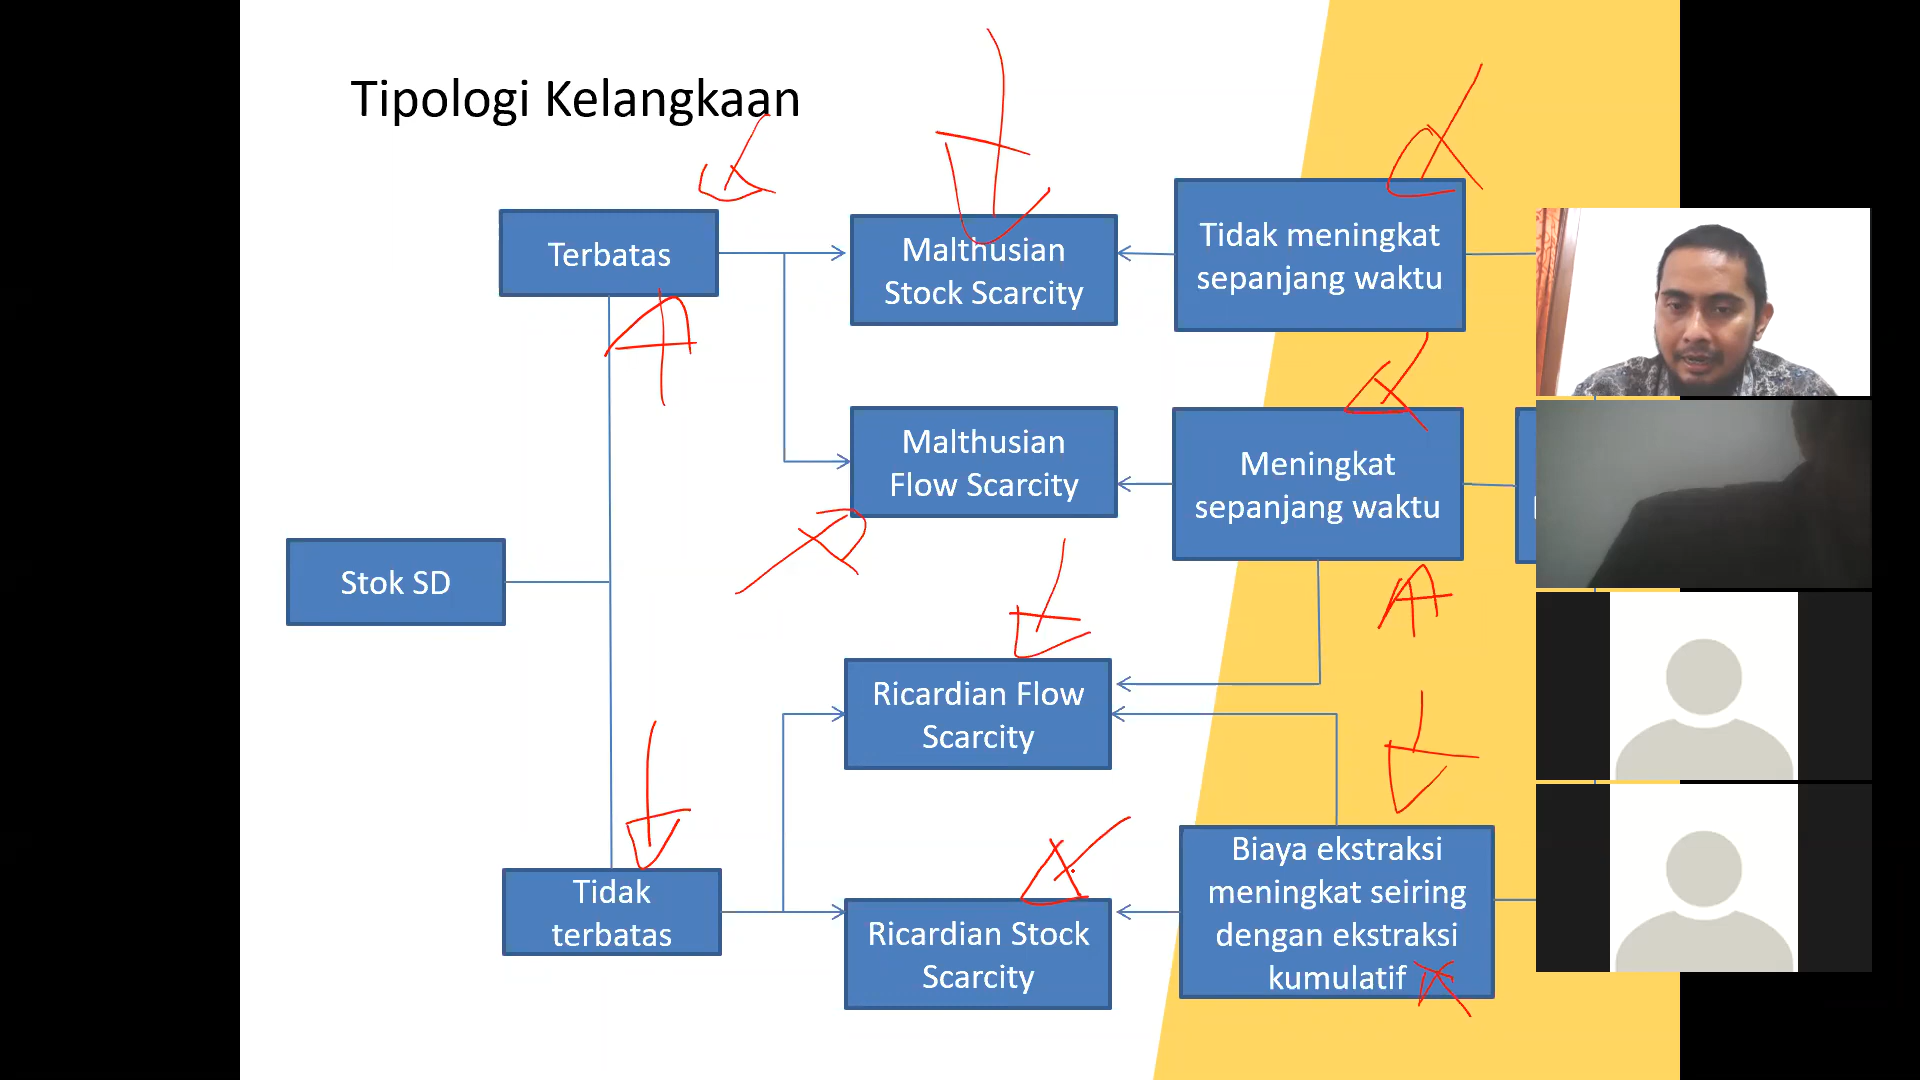 Tipologi Kelangkaan
Terbatas
Malthusian
Stock Scarcity
Tidak meningkat
sepanjang waktu
Malthusian
Flow Scarcity
Meningkat
sepanjang waktu
Stok SD
Ricardian Flow
Scarcity
Tidak
terbatas
Ricardian Stock
Scarcity
Biaya ekstraksi
meningkat seiring
dengan ekstraksi
kumulatif